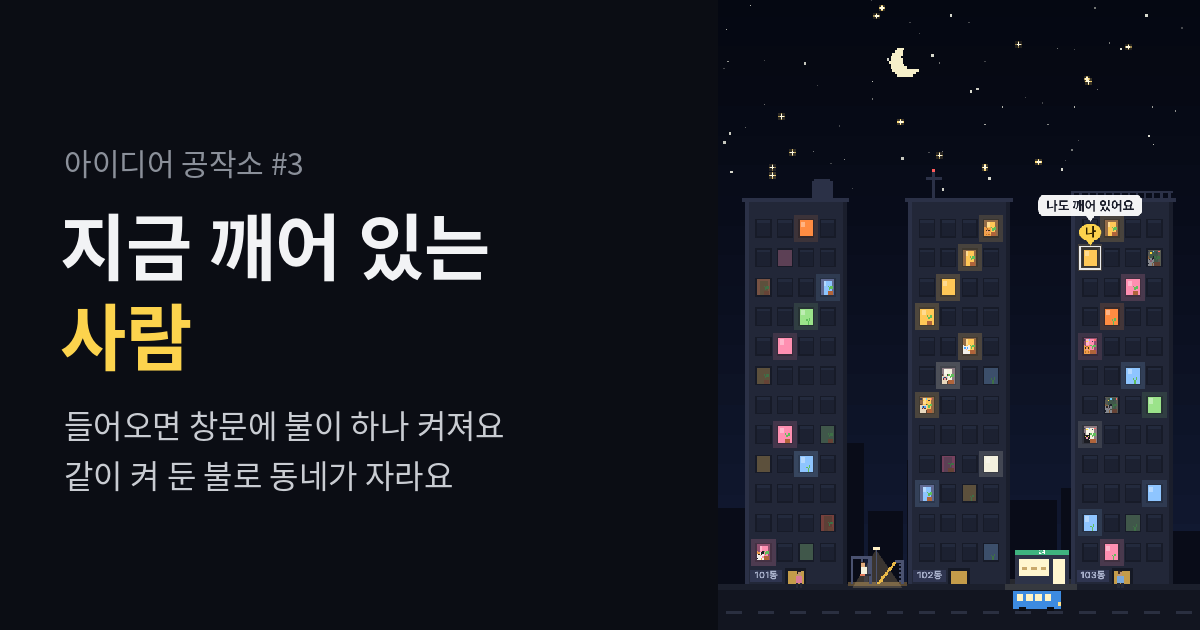 아이디어 공작소 #3
지금 깨어 있는
사람
들어오면 창문에 불이 하나 켜져요
같이 켜 둔 불로 동네가 자라요
나도 깨어 있어요
나
101동
102동
103동